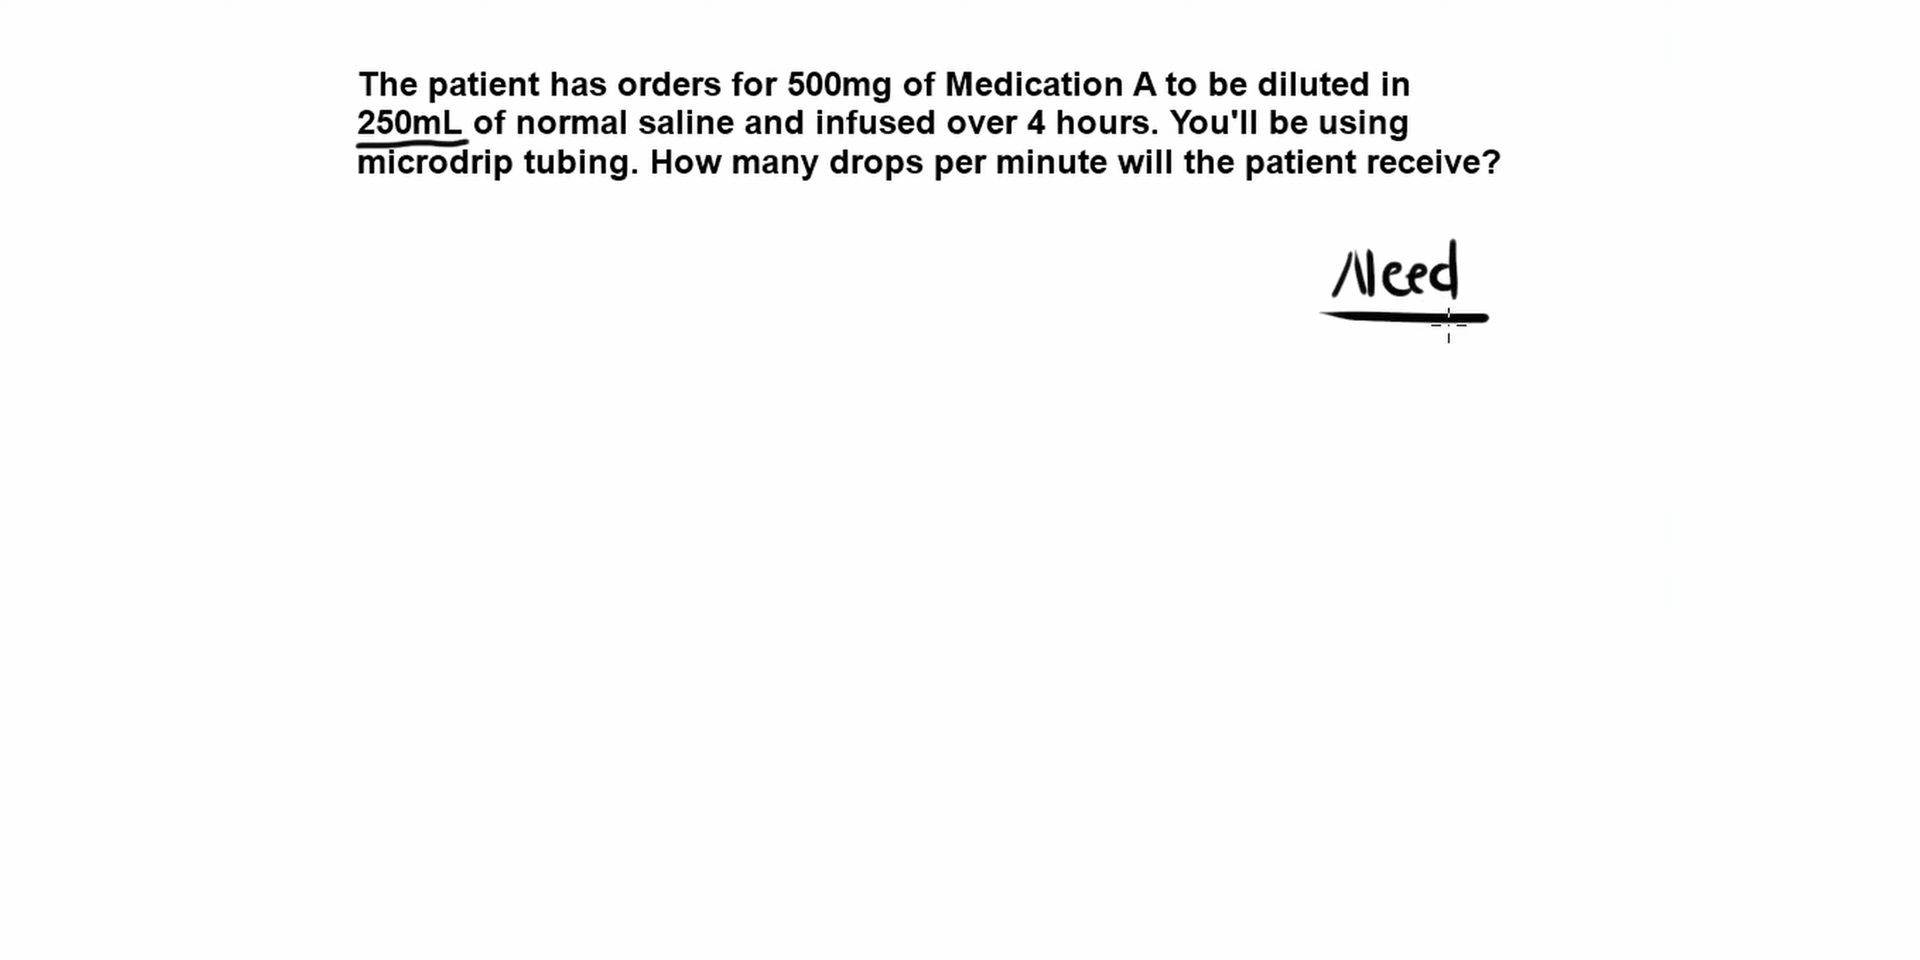 The patient has orders for 500mg of Medication A to be diluted in
250mL of normal saline and infused over 4 hours. You'll be using
microdrip tubing. How many drops per minute will the patient receive?
Need